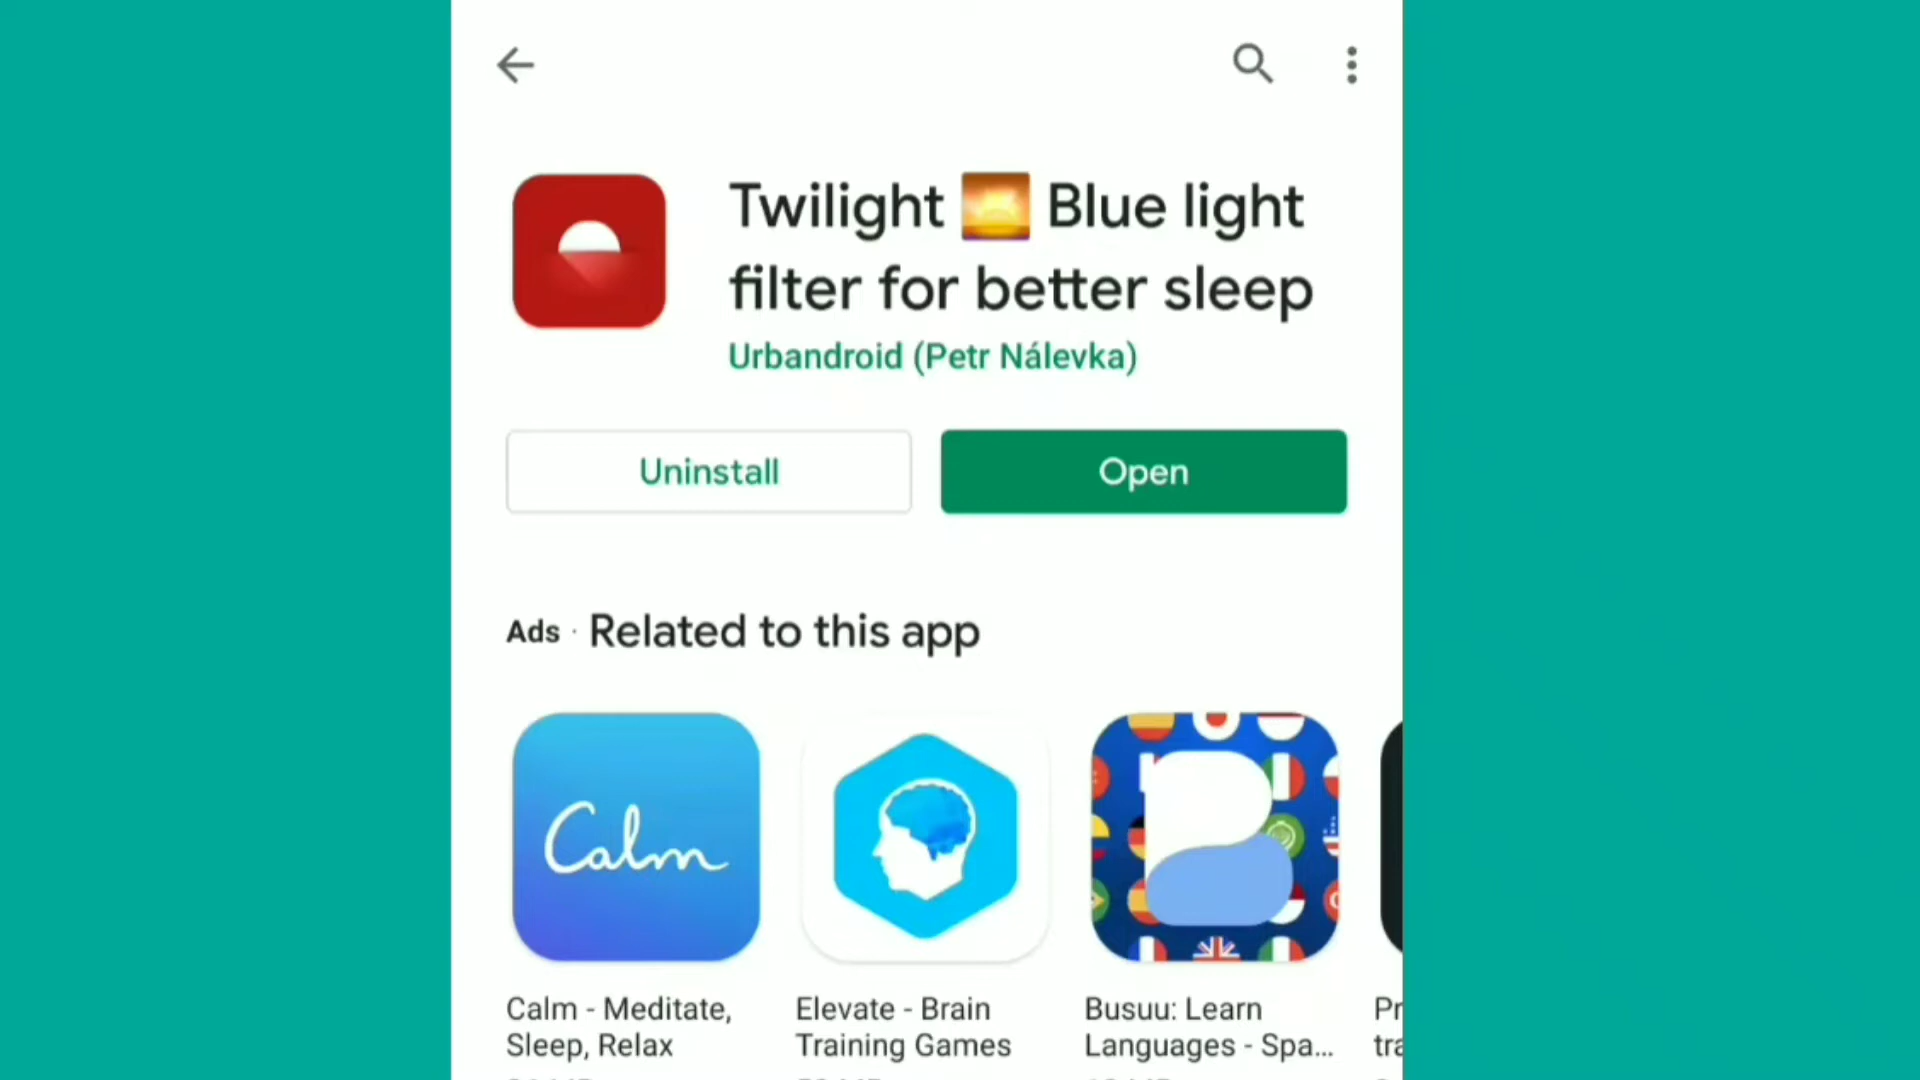 Twilight 🌅 Blue light
filter for better sleep
Urbandroid (Petr Nálevka)
Uninstall
Open
Ads · Related to this app
Calm
Calm - Meditate,
Sleep, Relax
Elevate - Brain
Training Games
Busuu: Learn
Languages - Spa...